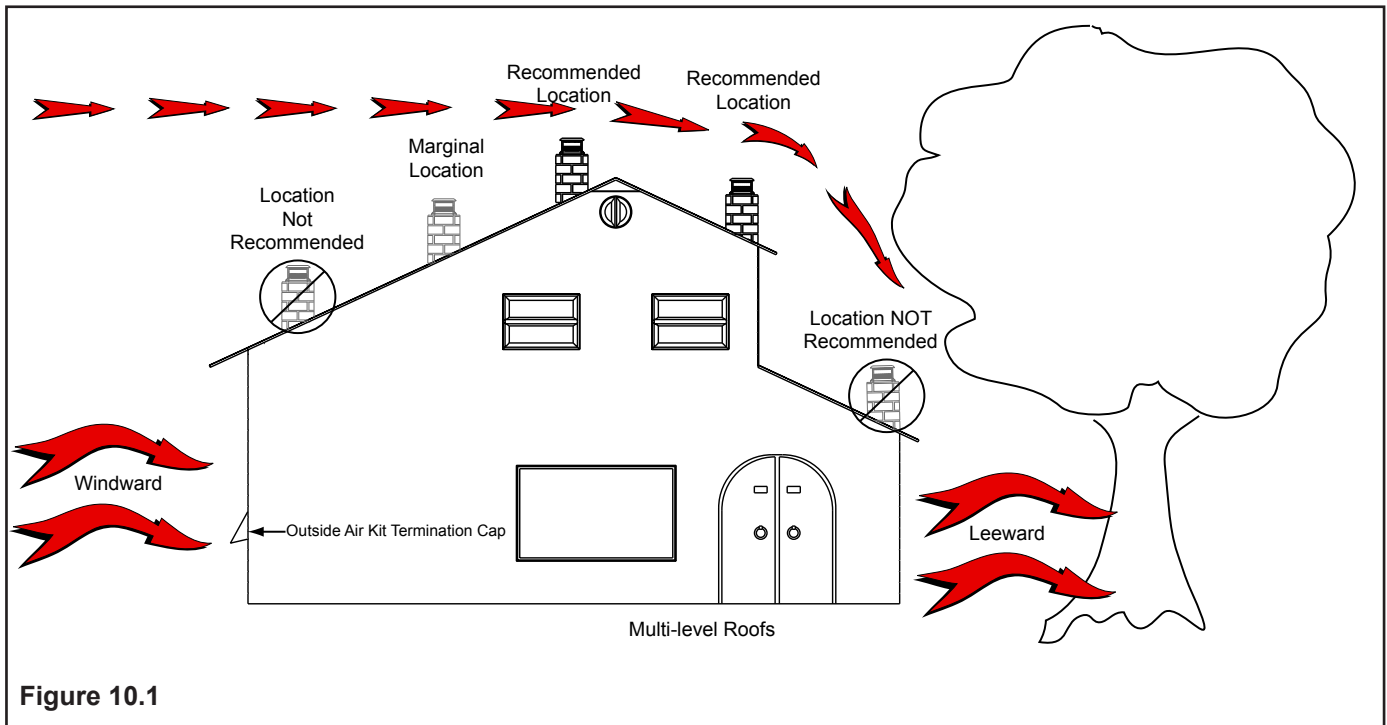 Recommended
Location
Recommended
Location
Marginal
Location
Location
Not
Recommended
Location NOT
Recommended
Windward
Outside Air Kit Termination Cap
Leeward
Multi-level Roofs
Figure 10.1